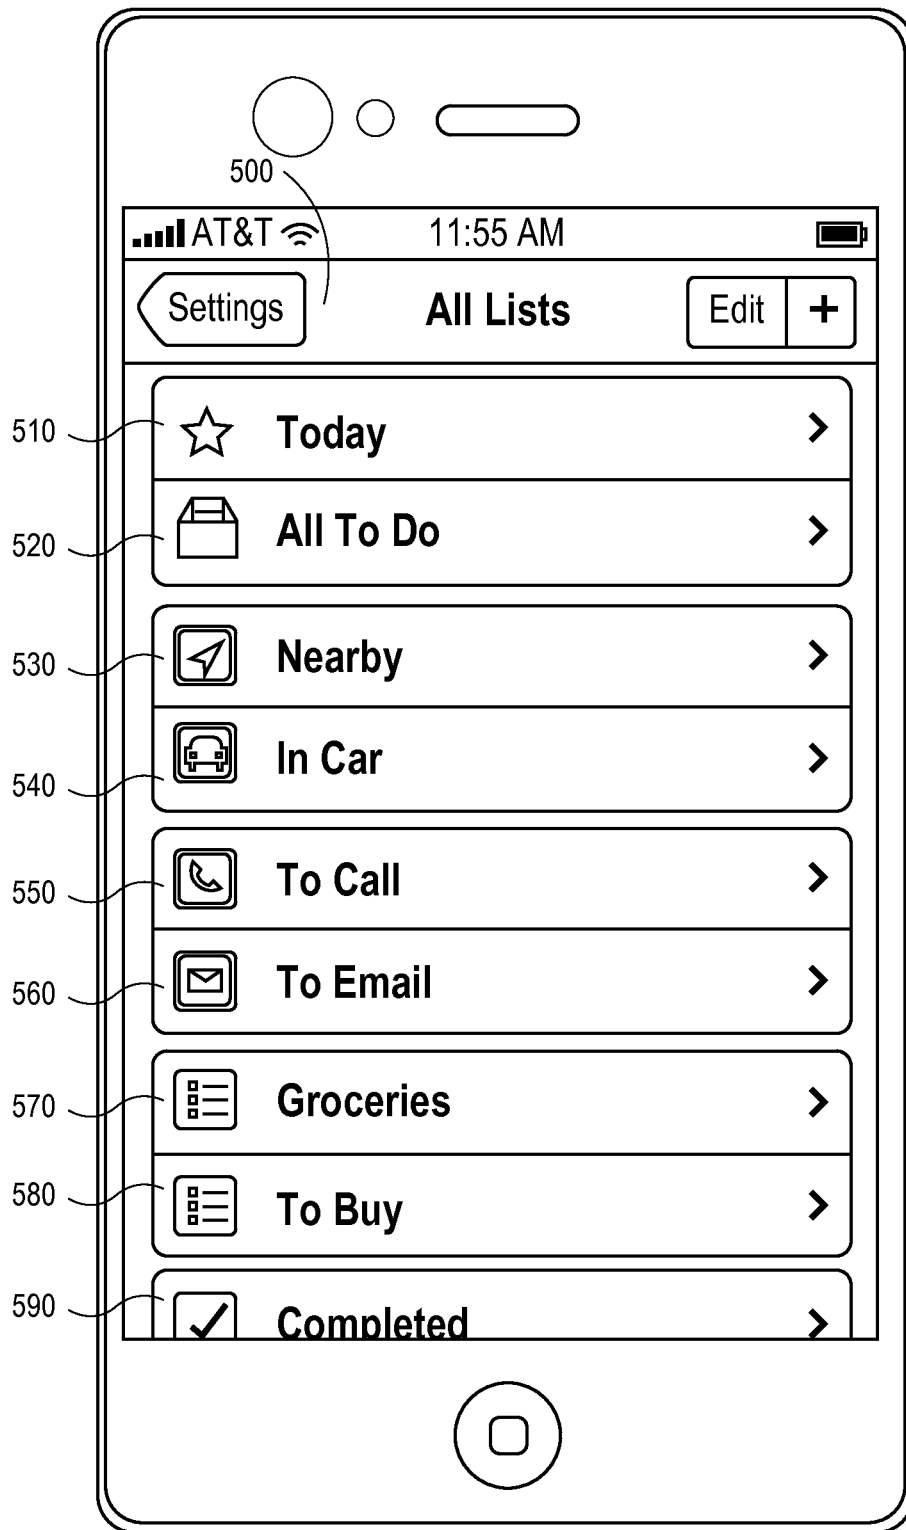 500
AT&T 11:55 AM
Settings All Lists Edit +
510 Today >
520 All To Do >
530 Nearby >
540 In Car >
550 To Call >
560 To Email >
570 Groceries >
580 To Buy >
590 Completed >